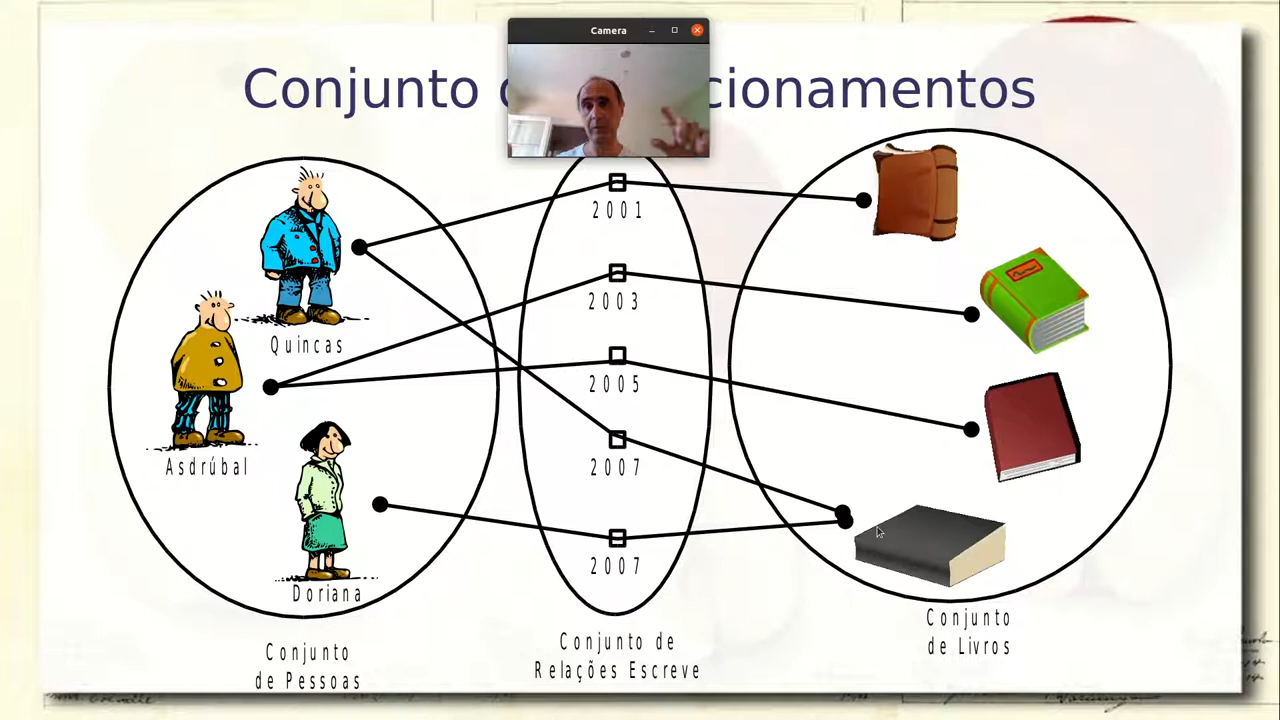 Camera
Conjunto cionamentos
2001
2003
Quincas
2005
Asdrúbal
2007
2007
Doriana
Conjunto
de Pessoas
Conjunto de
Relações Escreve
Conjunto
de Livros